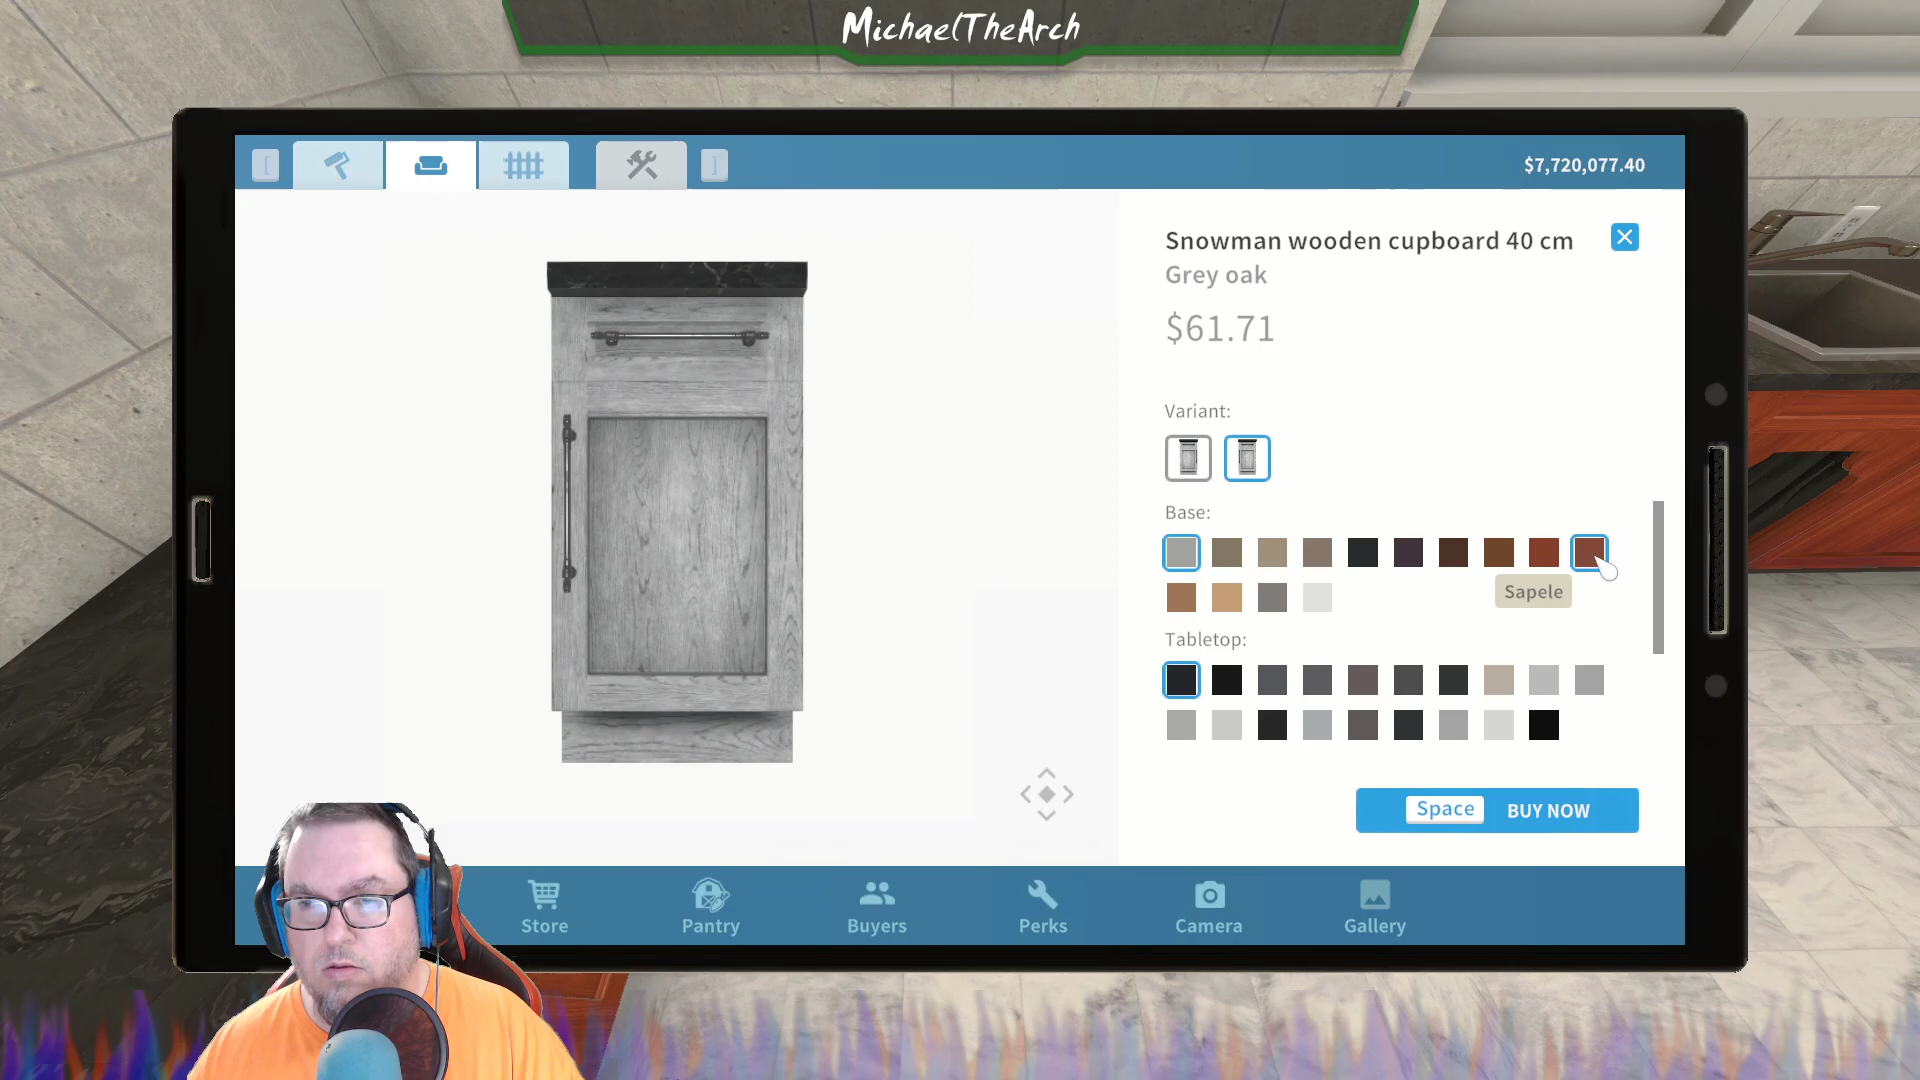 MichaelTheArch
[
]
$7,720,077.40
Snowman wooden cupboard 40 cm
Grey oak
$61.71
Variant:
Base:
Sapele
Tabletop:
Space BUY NOW
Store
Pantry
Buyers
Perks
Camera
Gallery